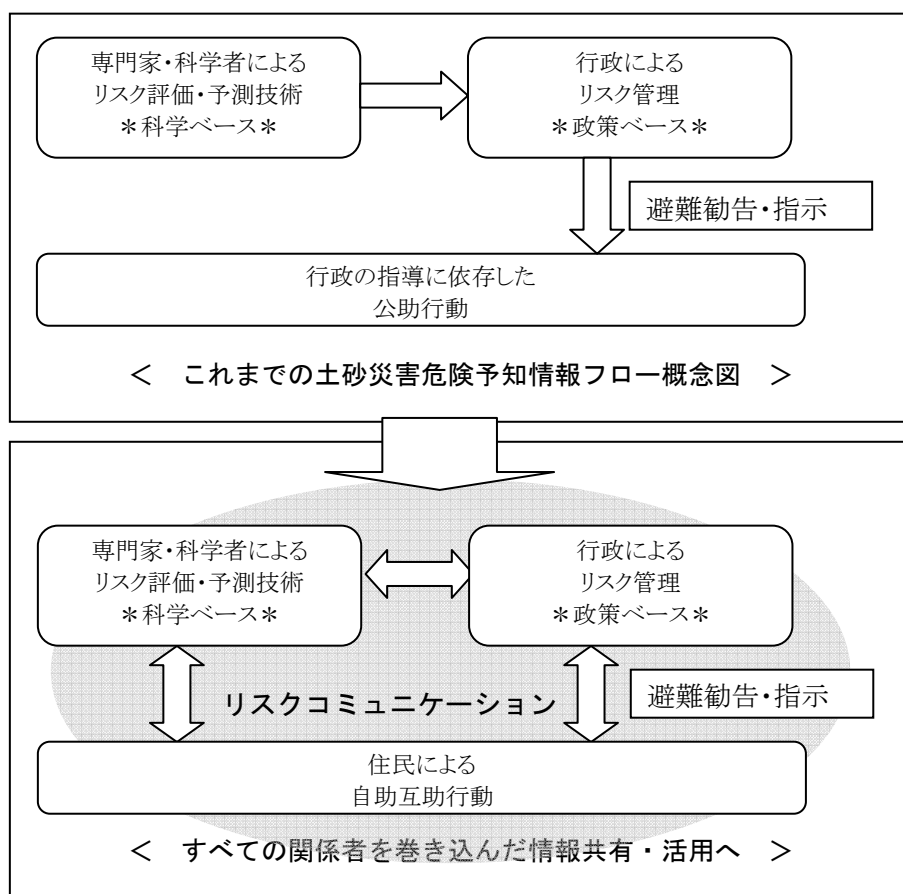 専門家・科学者による
リスク評価・予測技術
＊科学ベース＊
行政による
リスク管理
＊政策ベース＊
避難勧告・指示
行政の指導に依存した
公助行動
＜　これまでの土砂災害危険予知情報フロー概念図　＞
専門家・科学者による
リスク評価・予測技術
＊科学ベース＊
行政による
リスク管理
＊政策ベース＊
リスクコミュニケーション
避難勧告・指示
住民による
自助互助行動
＜　すべての関係者を巻き込んだ情報共有・活用へ　＞